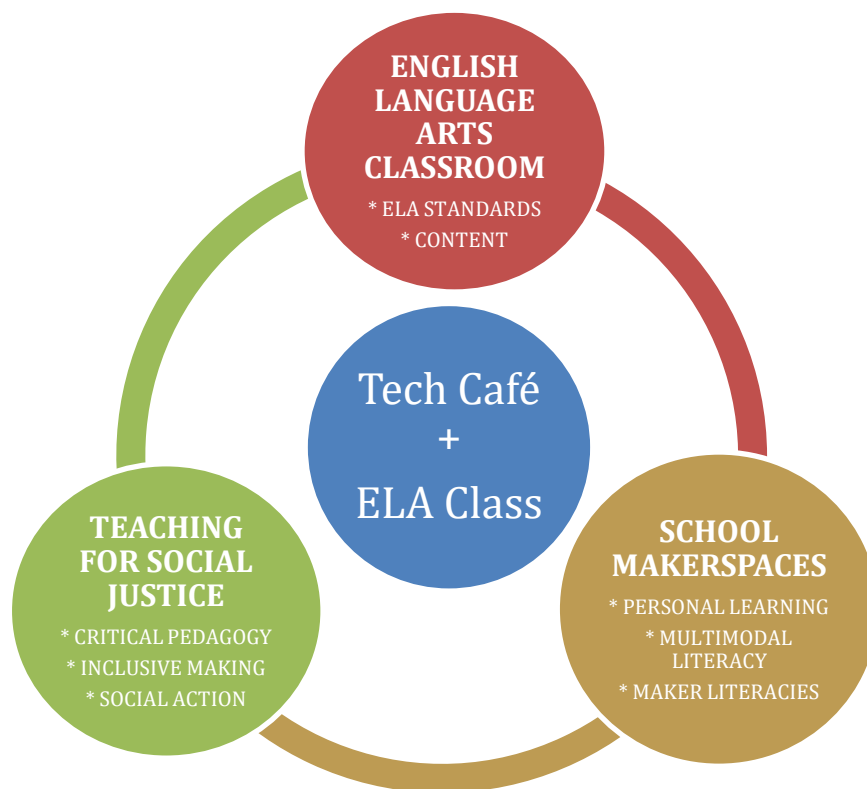 ENGLISH
LANGUAGE
ARTS
CLASSROOM
* ELA STANDARDS
* CONTENT
Tech Café
+
ELA Class
TEACHING
FOR SOCIAL
JUSTICE
* CRITICAL PEDAGOGY
* INCLUSIVE MAKING
* SOCIAL ACTION
SCHOOL
MAKERSPACES
* PERSONAL LEARNING
* MULTIMODAL
LITERACY
* MAKER LITERACIES